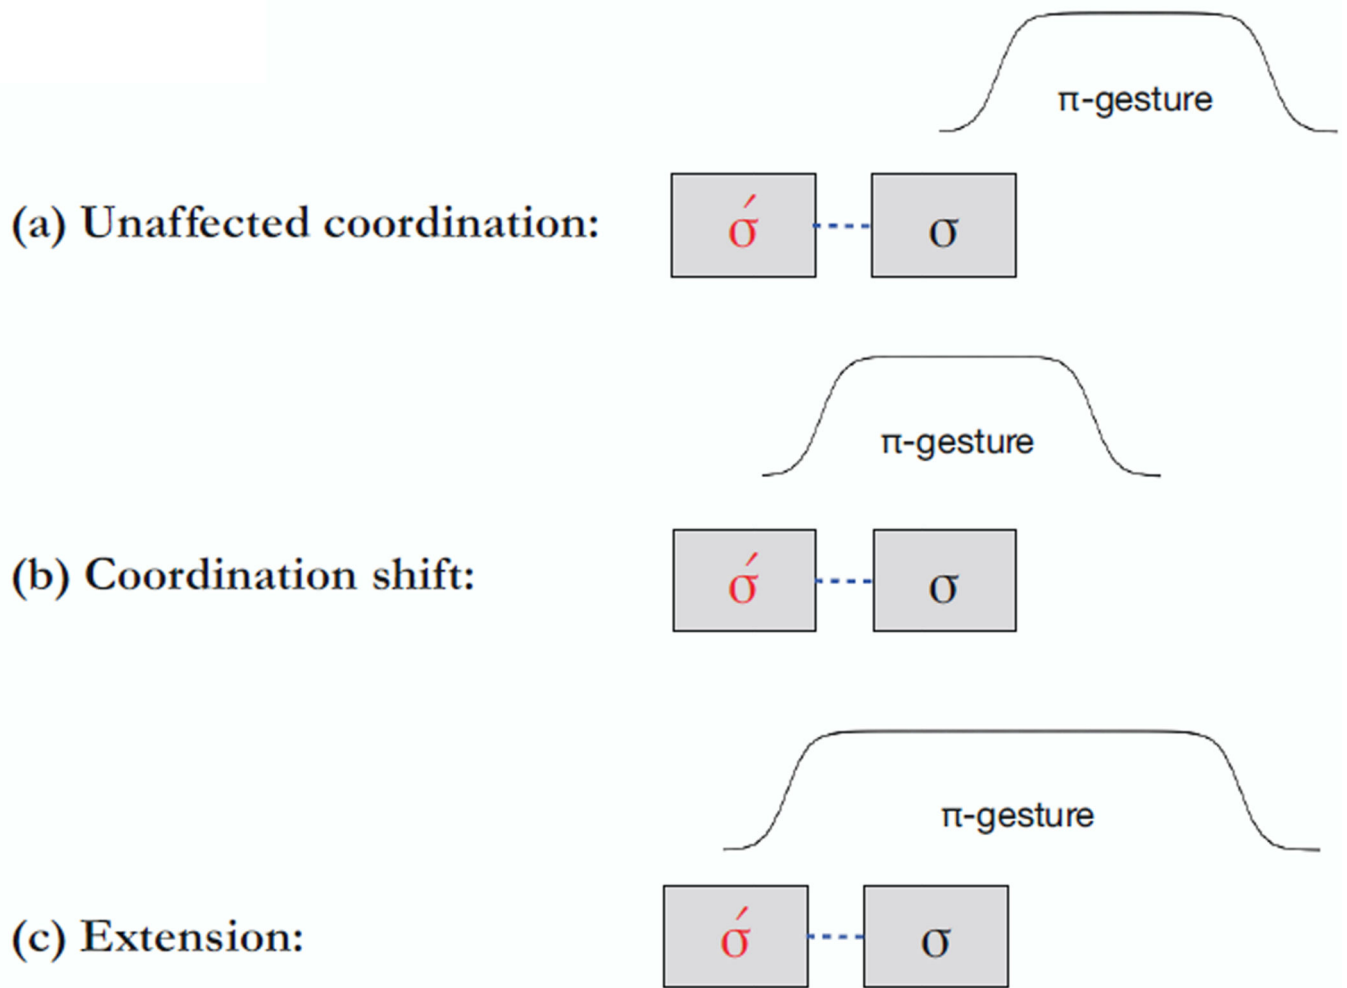 π-gesture
(a) Unaffected coordination: σ́ σ
π-gesture
(b) Coordination shift: σ́ σ
π-gesture
(c) Extension: σ́ σ